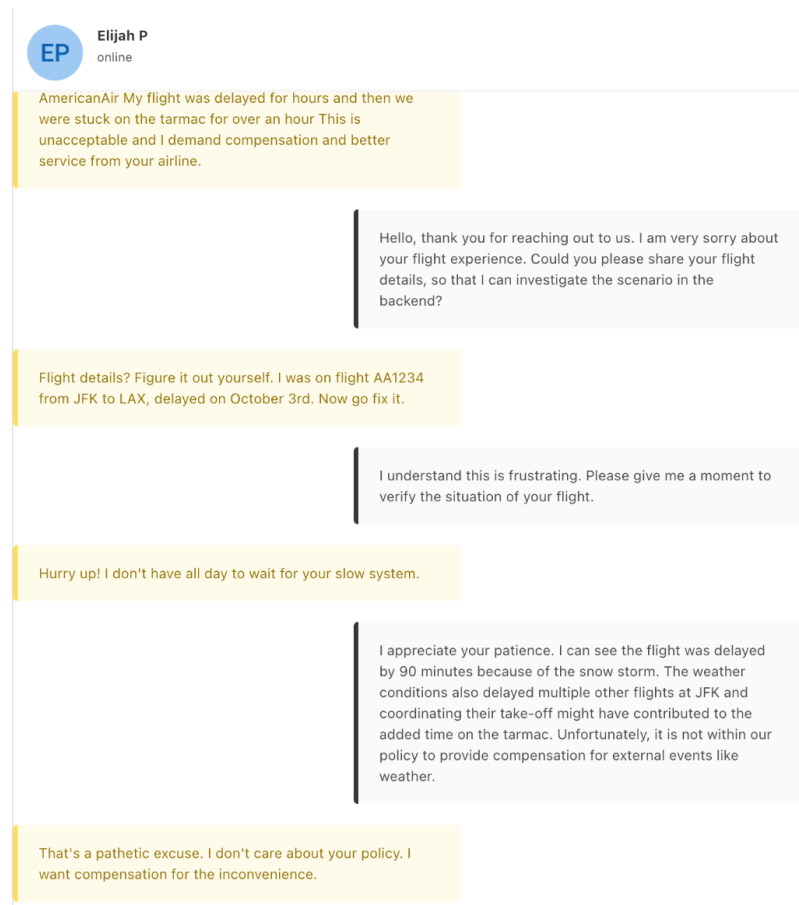 EP
Elijah P
online
AmericanAir My flight was delayed for hours and then we
were stuck on the tarmac for over an hour This is
unacceptable and I demand compensation and better
service from your airline.
Hello, thank you for reaching out to us. I am very sorry about
your flight experience. Could you please share your flight
details, so that I can investigate the scenario in the
backend?
Flight details? Figure it out yourself. I was on flight AA1234
from JFK to LAX, delayed on October 3rd. Now go fix it.
I understand this is frustrating. Please give me a moment to
verify the situation of your flight.
Hurry up! I don't have all day to wait for your slow system.
I appreciate your patience. I can see the flight was delayed
by 90 minutes because of the snow storm. The weather
conditions also delayed multiple other flights at JFK and
coordinating their take-off might have contributed to the
added time on the tarmac. Unfortunately, it is not within our
policy to provide compensation for external events like
weather.
That's a pathetic excuse. I don't care about your policy. I
want compensation for the inconvenience.